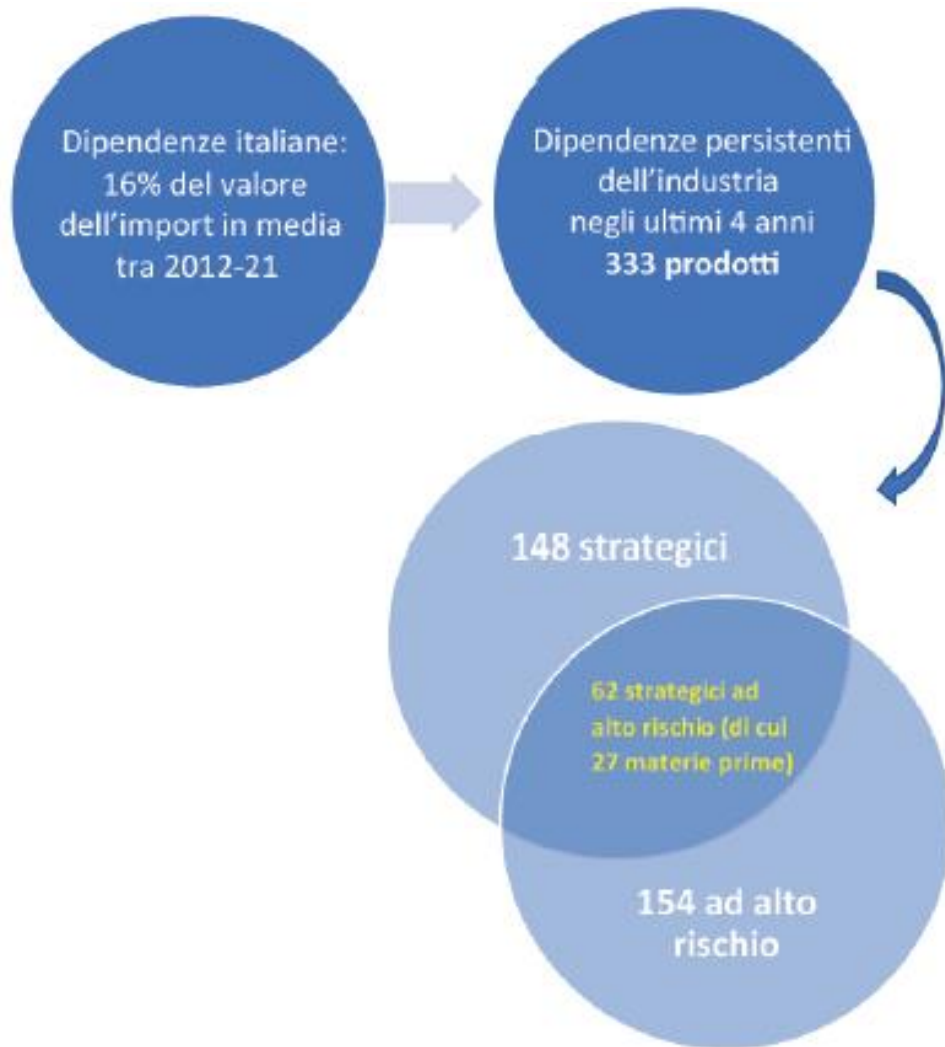 Dipendenze italiane:
16% del valore
dell'import in media
tra 2012-21
Dipendenze persistenti
dell'industria
negli ultimi 4 anni
333 prodotti
148 strategici
62 strategici ad
alto rischio (di cui
27 materie prime)
154 ad alto
rischio